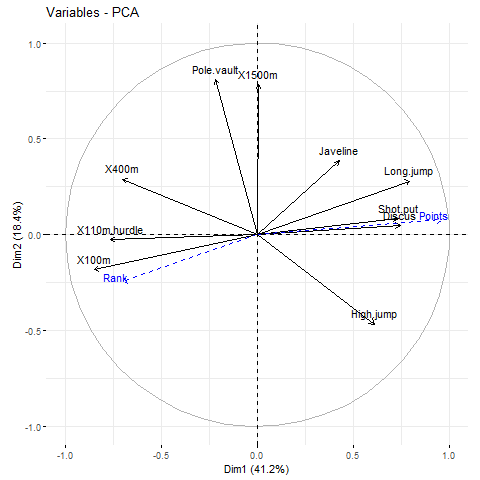 Variables - PCA
1.0
Pole.vault
X1500m
0.5
Javeline
X400m
Long.jump
Shot.put
Discus Points
Dim2 (18.4%)
0.0
X110m.hurdle
X100m
Rank
High.jump
-0.5
-1.0
-1.0 -0.5 0.0 0.5 1.0
Dim1 (41.2%)